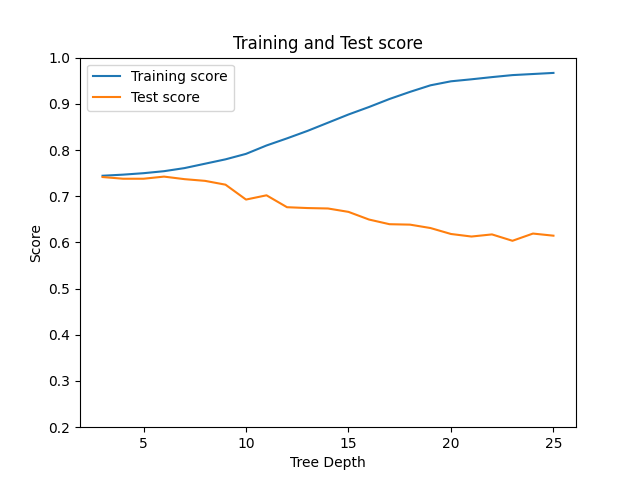 Training and Test score
Training score
Test score
1.0
0.9
0.8
0.7
0.6
0.5
0.4
0.3
0.2
Score
5
10
15
20
25
Tree Depth